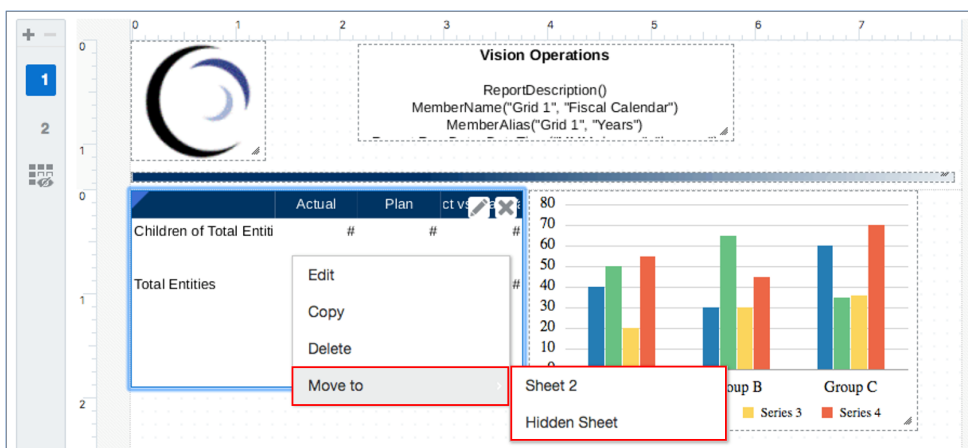 0 1 2 3 4 5 6 7
0
1
1
2
Vision Operations
ReportDescription()
MemberName("Grid 1", "Fiscal Calendar")
MemberAlias("Grid 1", "Years")
0
1
2
Actual Plan ct vs
Children of Total Entiti # # #
Total Entities #
Edit
Copy
Delete
Move to
Sheet 2
Hidden Sheet
80
70
60
50
40
30
20
10
0
oup B Group C
Series 3 Series 4